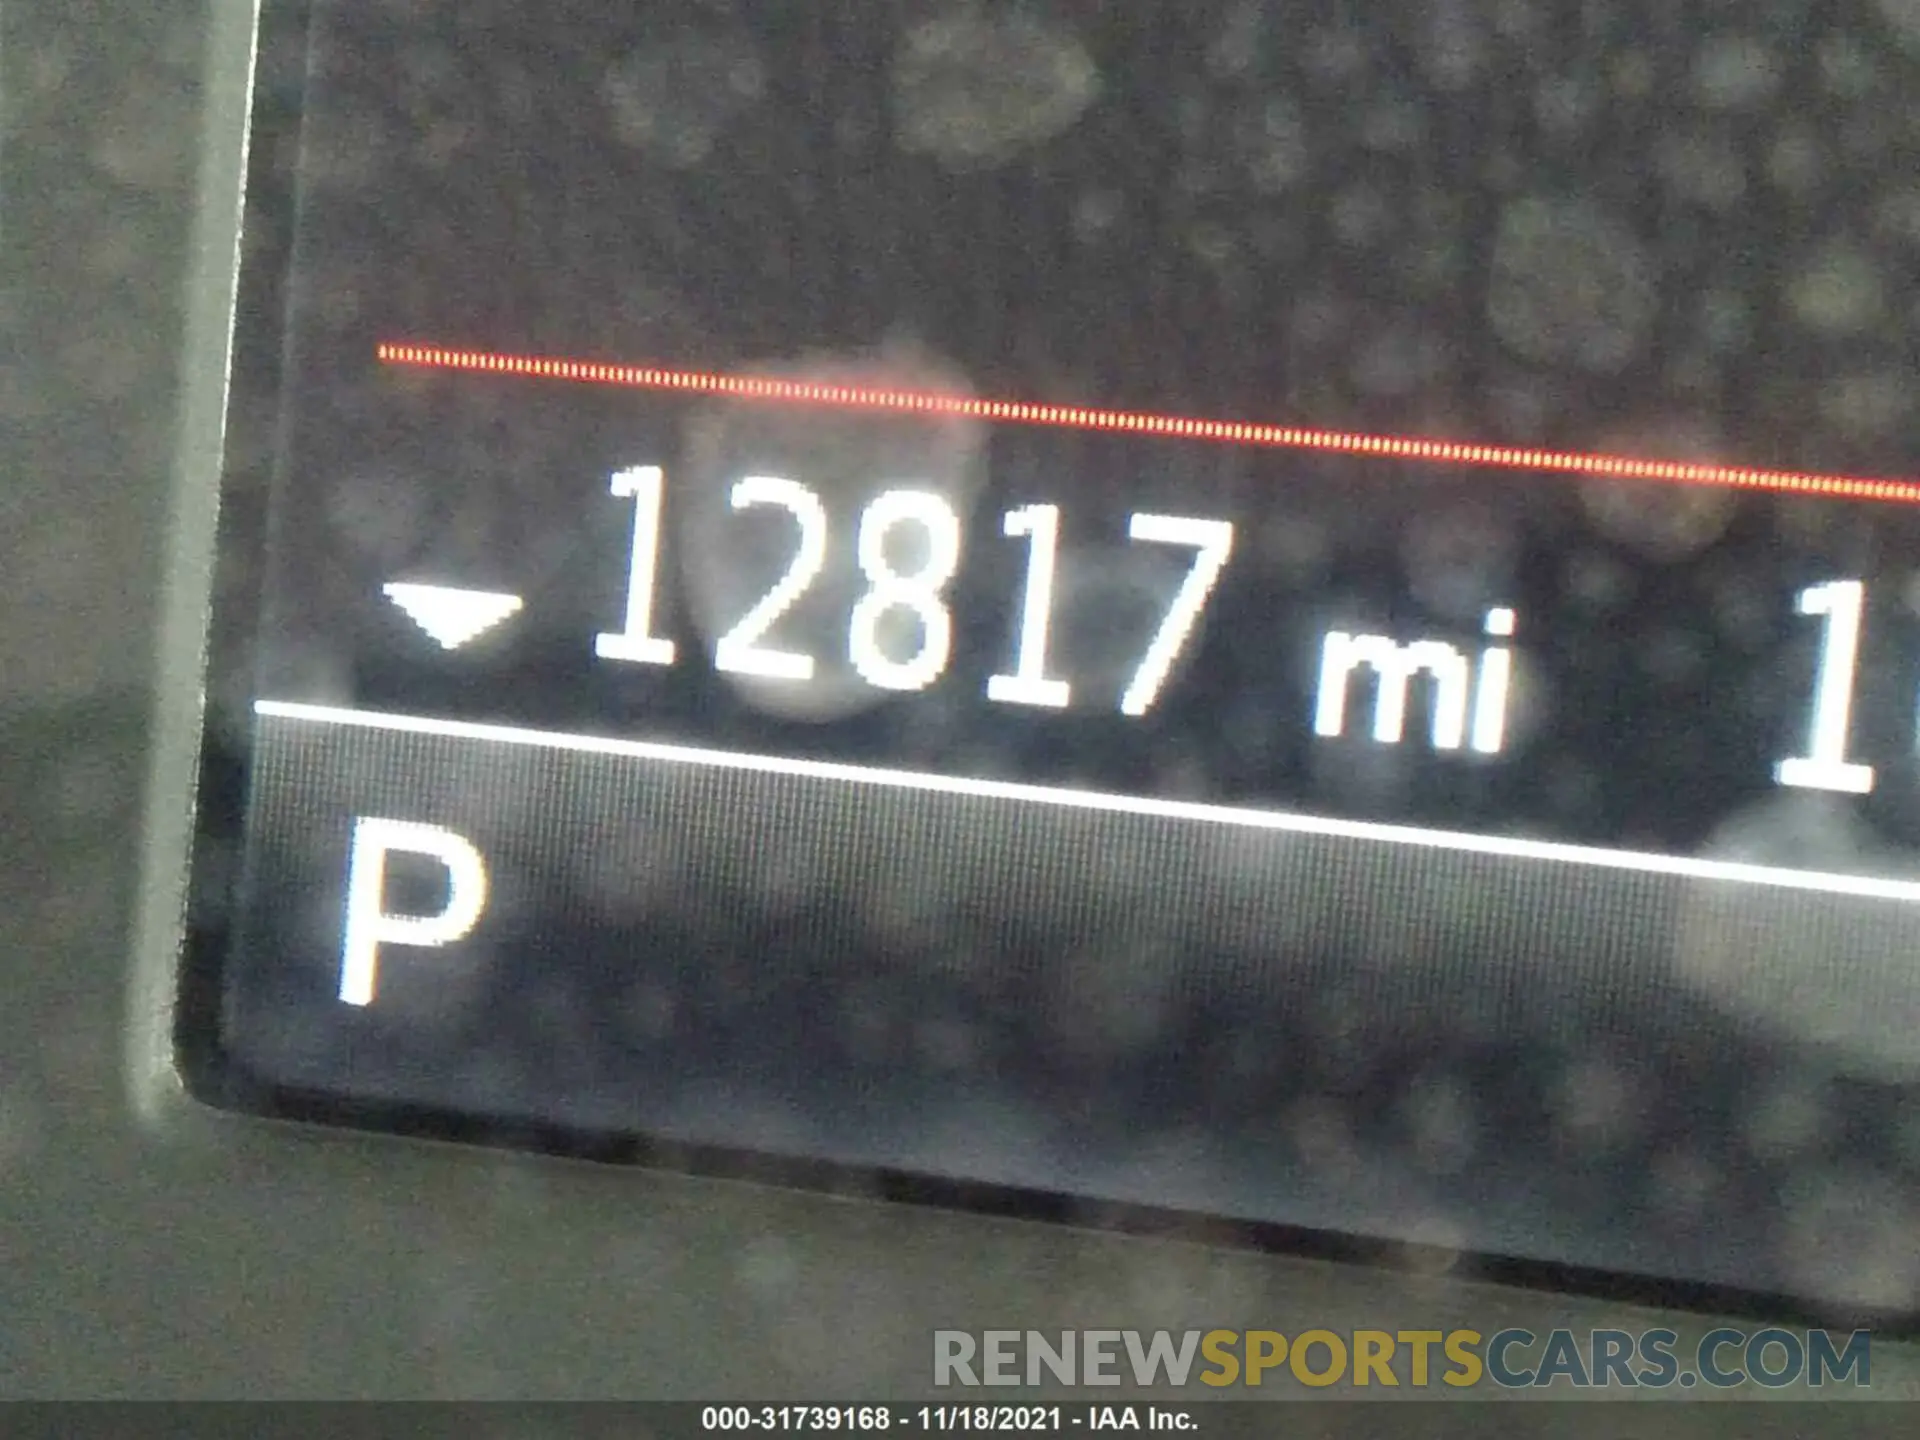 12817 mi
P
RENEWSPORTSCARS.COM
000-31739168 - 11/18/2021 - IAA Inc.